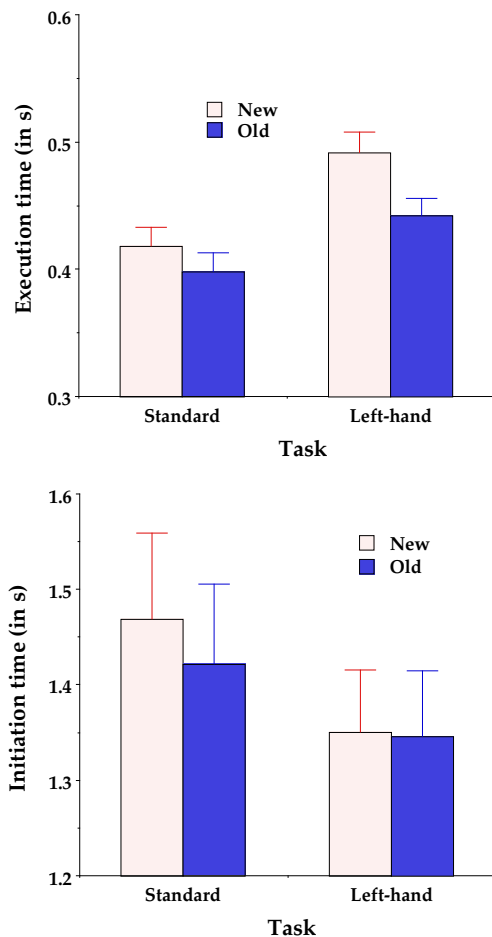 0.6
New
Old
0.5
0.4
0.3
Execution time (in s)
Standard
Left-hand
Task
1.6
New
Old
1.5
1.4
1.3
1.2
Initiation time (in s)
Standard
Left-hand
Task